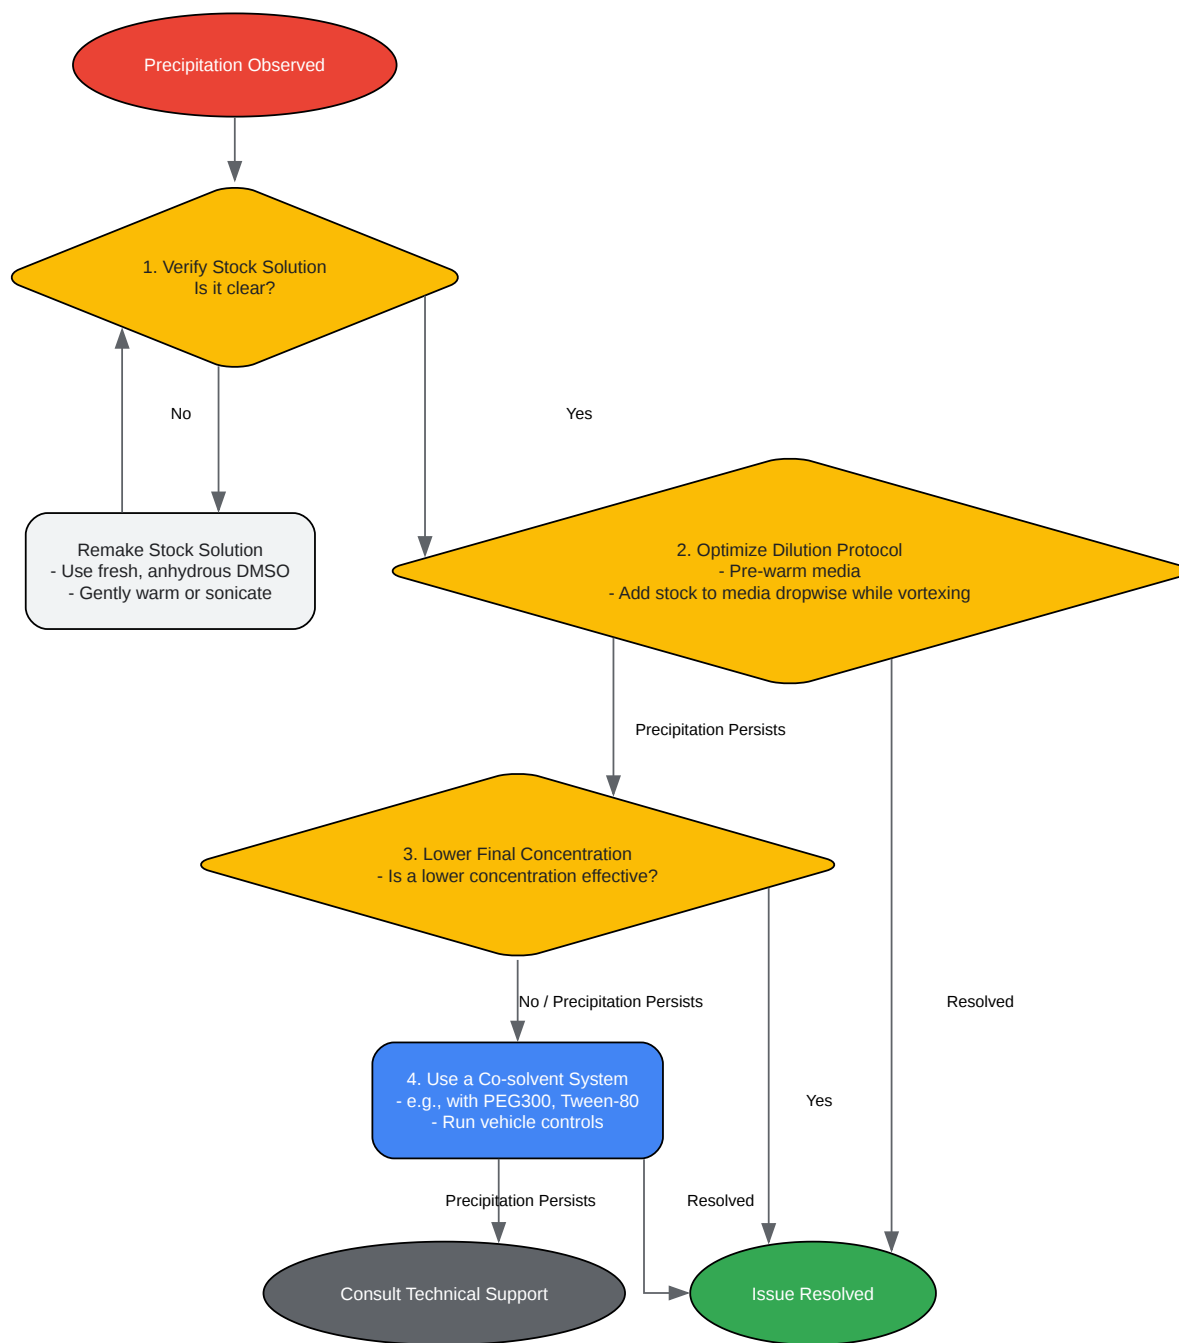 Precipitation Observed
1. Verify Stock Solution
Is it clear?
No
Yes
Remake Stock Solution
- Use fresh, anhydrous DMSO
- Gently warm or sonicate
2. Optimize Dilution Protocol
- Pre-warm media
- Add stock to media dropwise while vortexing
Precipitation Persists
3. Lower Final Concentration
- Is a lower concentration effective?
No / Precipitation Persists
Resolved
4. Use a Co-solvent System
- e.g., with PEG300, Tween-80
- Run vehicle controls
Yes
Precipitation Persists
Resolved
Consult Technical Support
Issue Resolved